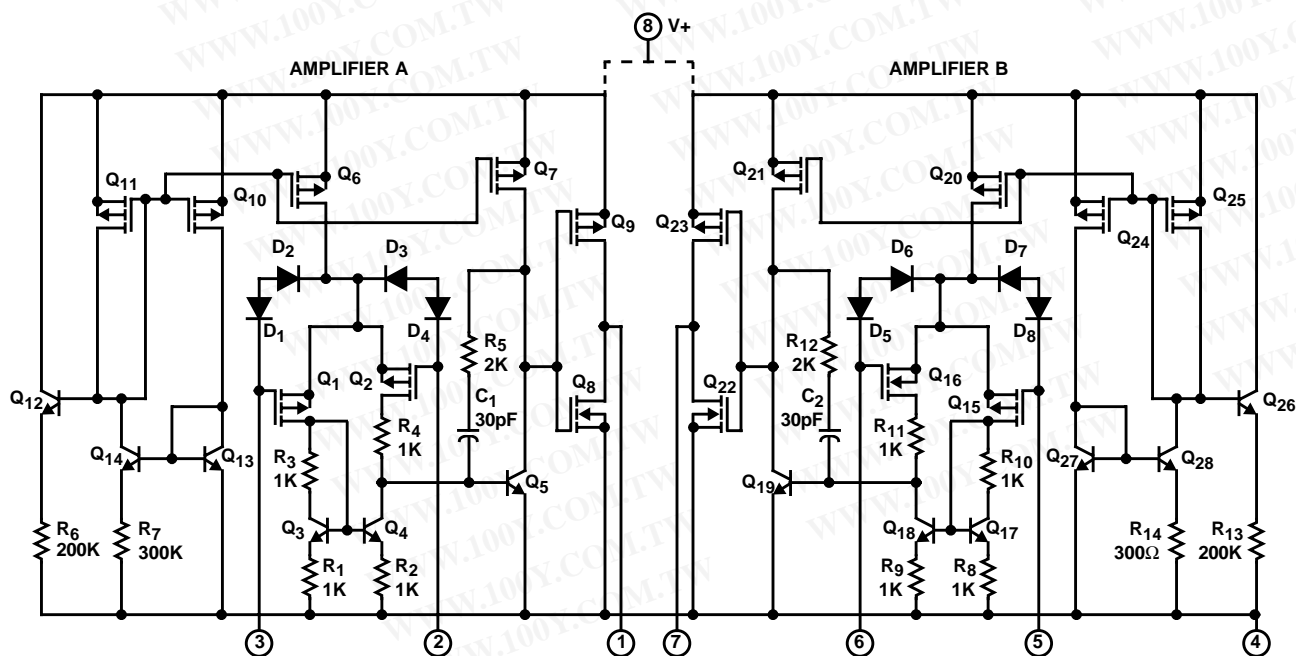 8 V+
AMPLIFIER A
AMPLIFIER B
Q11
Q10
Q6
Q7
Q9
Q23
Q21
Q20
Q24
Q25
D2
D3
D1
D4
D6
D7
D5
D8
R5
2K
R12
2K
Q1
Q2
C1
30pF
Q8
Q22
C2
30pF
Q16
Q15
Q12
Q26
R4
1K
R11
1K
Q14
Q13
R3
1K
Q5
Q19
R10
1K
Q27
Q28
Q3
Q4
Q18
Q17
R6
200K
R7
300K
R1
1K
R2
1K
R9
1K
R8
1K
R14
300Ω
R13
200K
3
2
1
7
6
5
4
WWW.100Y.COM.TW